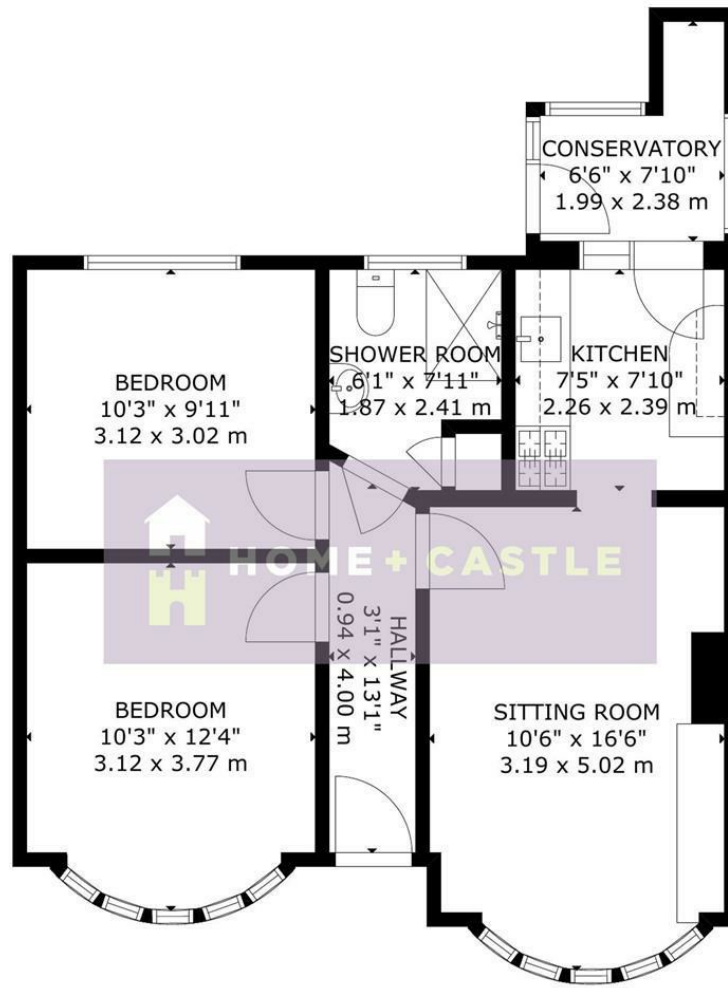 CONSERVATORY
6'6" x 7'10"
1.99 x 2.38 m
BEDROOM
10'3" x 9'11"
3.12 x 3.02 m
SHOWER ROOM
6'1" x 7'11"
1.87 x 2.41 m
KITCHEN
7'5" x 7'10"
2.26 x 2.39 m
HOME + CASTLE
HALLWAY
3'1" x 13'1"
0.94 x 4.00 m
BEDROOM
10'3" x 12'4"
3.12 x 3.77 m
SITTING ROOM
10'6" x 16'6"
3.19 x 5.02 m